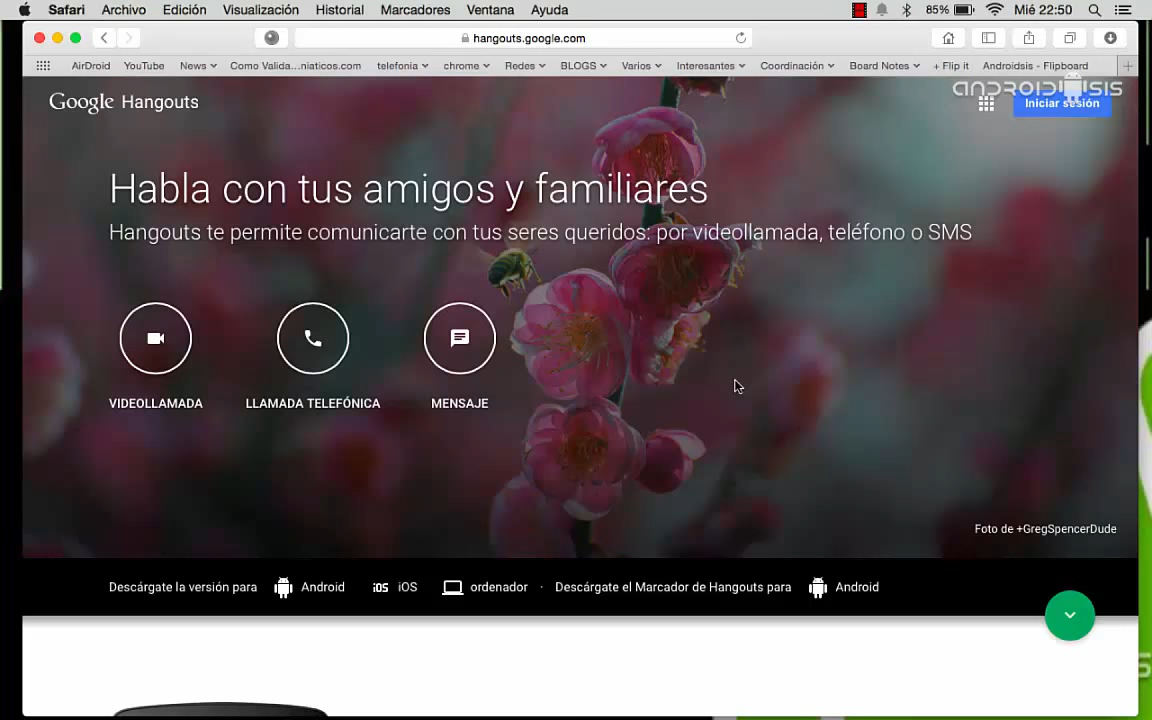 Safari Archivo Edición Visualización Historial Marcadores Ventana Ayuda 85% Mié 22:50
hangouts.google.com
AirDroid YouTube News Como Valida...niaticos.com telefonia chrome Redes BLOGS Varios Interesantes Coordinación Board Notes + Flip it Androidsis - Flipboard
ANDROIDSIS
Google Hangouts Iniciar sesión
Habla con tus amigos y familiares
Hangouts te permite comunicarte con tus seres queridos: por videollamada, teléfono o SMS
VIDEOLLAMADA LLAMADA TELEFÓNICA MENSAJE
Foto de +GregSpencerDude
Descárgate la versión para Android iOS iOS ordenador · Descárgate el Marcador de Hangouts para Android